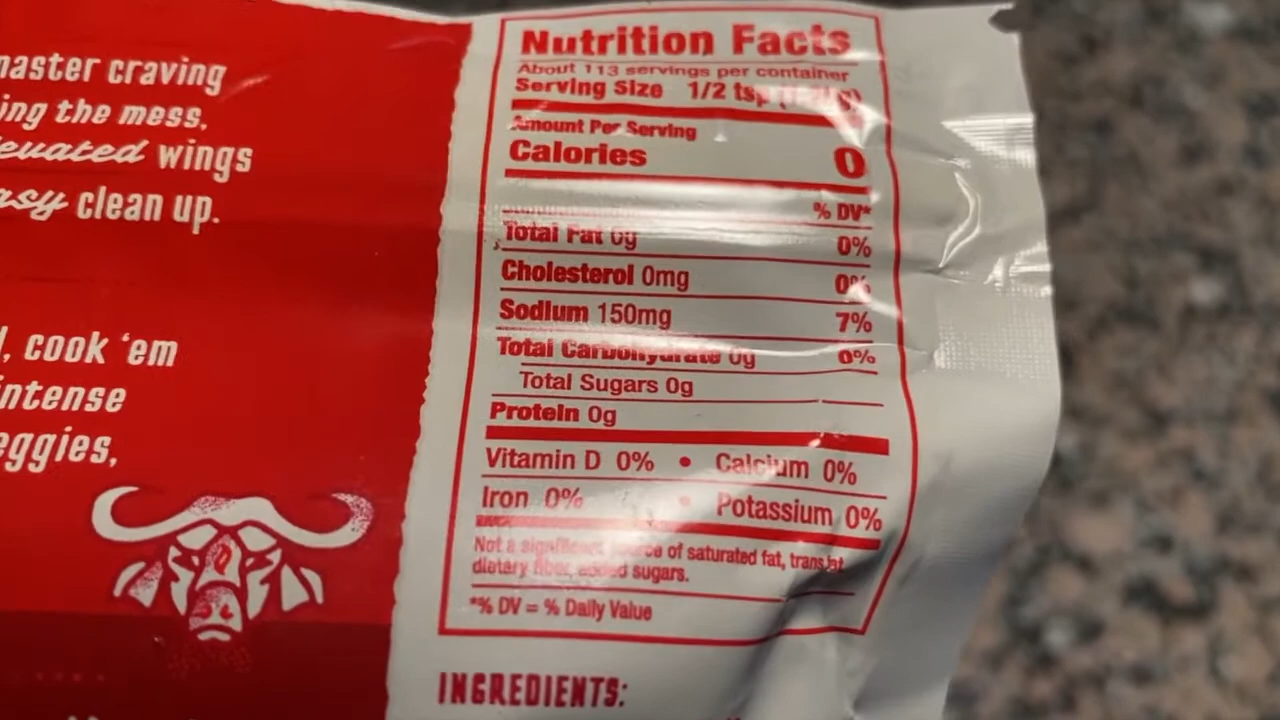 naster craving
ing the mess,
evated wings
asy clean up.
, cook ‘em
intense
eggies,
Nutrition Facts
About 113 servings per container
Serving Size 1/2 tsp
Amount Per Serving
Calories 0
% DV*
Total Fat 0g 0%
Cholesterol 0mg 0%
Sodium 150mg 7%
Total Carbohydrate 0g 0%
Total Sugars 0g
Protein 0g
Vitamin D 0% • Calcium 0%
Iron 0% • Potassium 0%
Not a significant source of saturated fat, trans fat
dietary fiber, added sugars.
*% DV = % Daily Value
INGREDIENTS: